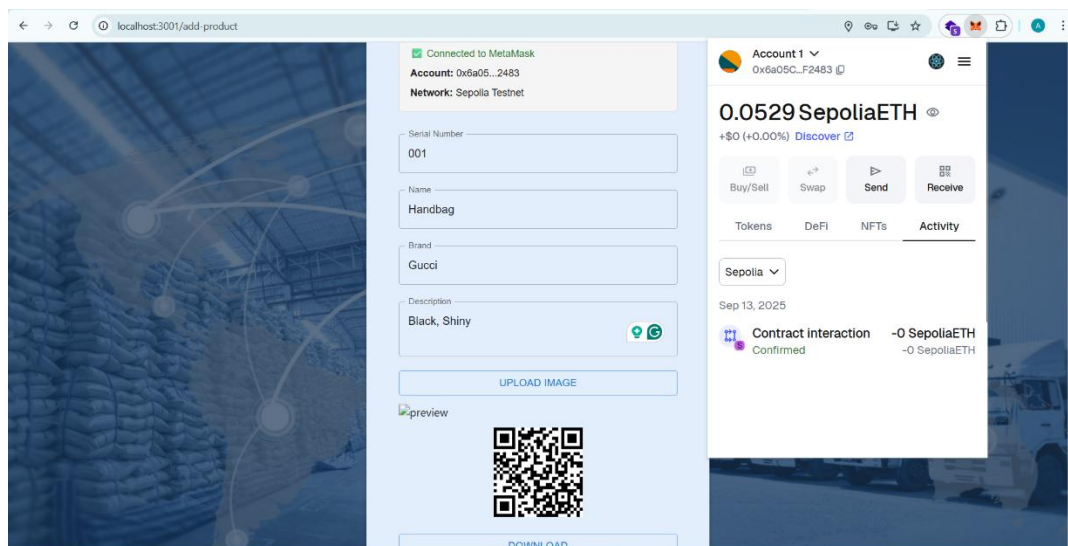 localhost:3001/add-product
Connected to MetaMask
Account: 0x6a05...2483
Network: Sepolia Testnet
Serial Number
001
Name
Handbag
Brand
Gucci
Description
Black, Shiny
UPLOAD IMAGE
preview
DOWNLOAD
Account 1
0x6a05C...F2483
0.0529 SepoliaETH
+$0 (+0.00%) Discover
Buy/Sell Swap Send Receive
Tokens DeFi NFTs Activity
Sepolia
Sep 13, 2025
Contract interaction -0 SepoliaETH
Confirmed -0 SepoliaETH
S
A